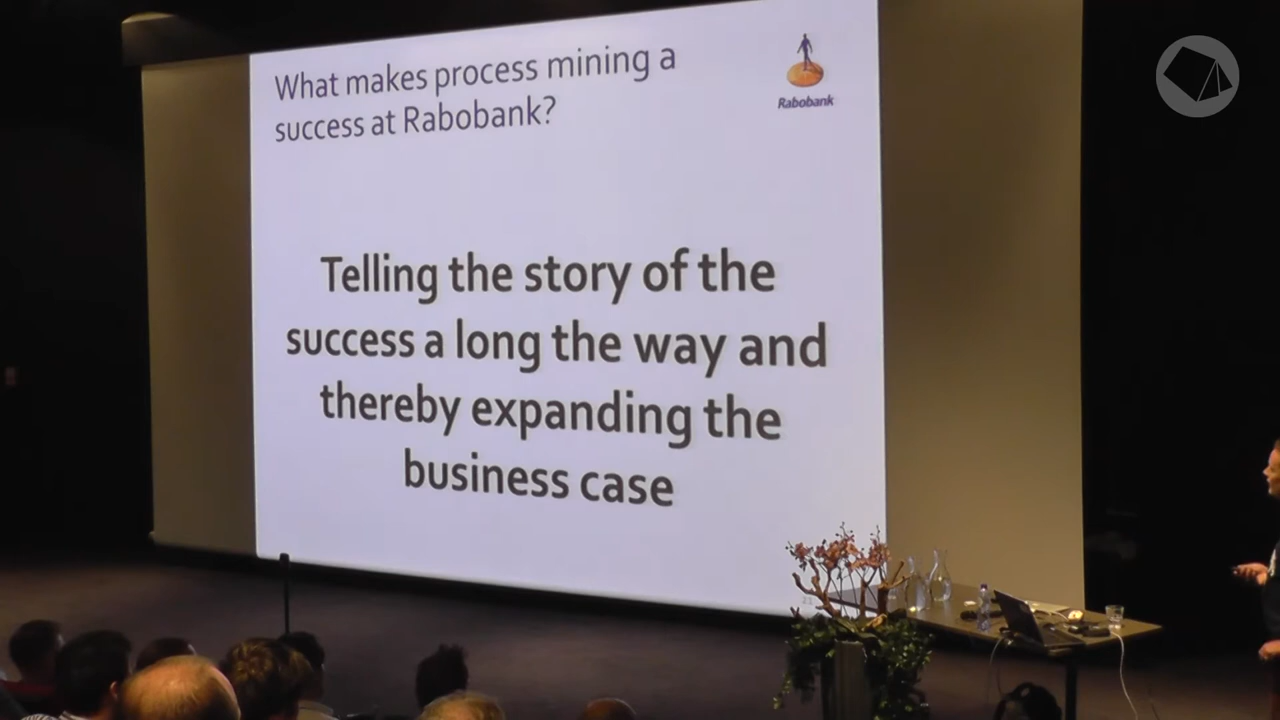 What makes process mining a
success at Rabobank?
Rabobank
Telling the story of the
success a long the way and
thereby expanding the
business case